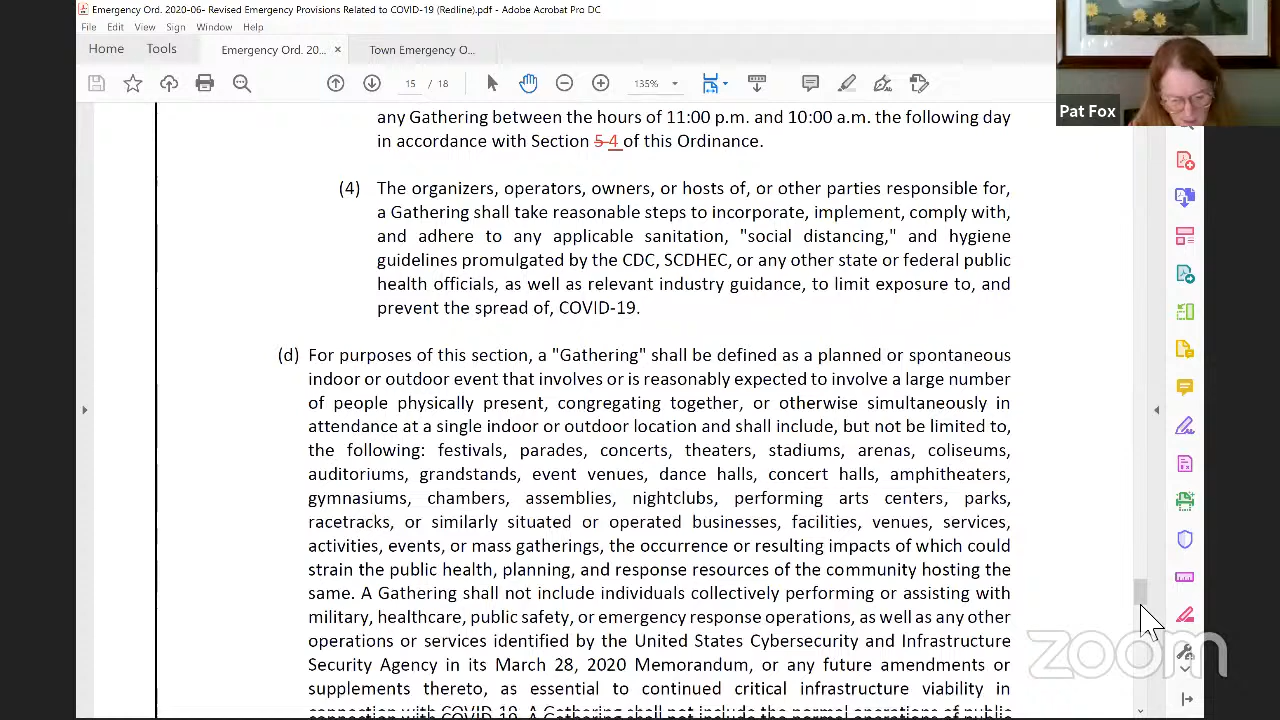 Emergency Ord. 2020-06- Revised Emergency Provisions Related to COVID-19 (Redline).pdf - Adobe Acrobat Pro DC
File Edit View Sign Window Help
Home Tools Emergency Ord. 20... × Town Emergency O...
15 / 18 135%
Pat Fox
and Gathering between the hours of 11:00 p.m. and 10:00 a.m. the following day
in accordance with Section 5 4 of this Ordinance.
(4) The organizers, operators, owners, or hosts of, or other parties responsible for,
a Gathering shall take reasonable steps to incorporate, implement, comply with,
and adhere to any applicable sanitation, "social distancing," and hygiene
guidelines promulgated by the CDC, SCDHEC, or any other state or federal public
health official, as well as relevant industry guidance, to limit exposure to, and
prevent the spread of, COVID-19.
(d) For purposes of this section, a "Gathering" shall be defined as a planned or spontaneous
indoor or outdoor event that involves or is reasonably expected to involve a large number
of people physically present, congregating together, or otherwise simultaneously in
attendance at a single indoor or outdoor location and shall include, but not be limited to,
the following: festivals, parades, concerts, theaters, stadiums, arenas, coliseums,
auditoriums, grandstands, event venues, dance halls, concert halls, amphitheaters,
gymnasiums, chambers, assemblies, nightclubs, performing arts centers, parks,
racetracks, or similarly situated or operated businesses, facilities, venues, services,
activities, events, or mass gatherings, the occurrence or resulting impacts of which could
strain the public health, planning, and response resources of the community hosting the
same. A Gathering shall not include individuals collectively performing or assisting with
military, healthcare, public safety, or emergency response operations, as well as any other
operations or services identified by the United States Cybersecurity and Infrastructure
Security Agency in its March 28, 2020 Memorandum, or any future amendments or
supplements thereto, as essential to continued critical infrastructure viability in
connection with COVID-19. A Gathering shall not include the normal operations of public
zoom